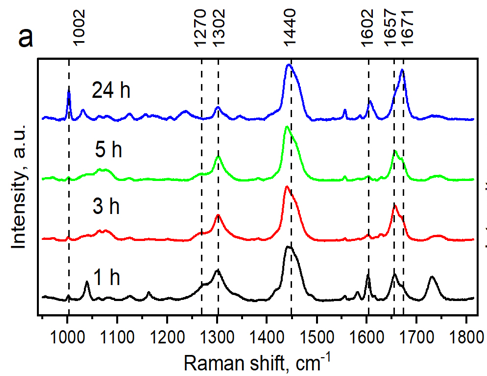 a
1002
1270
1302
1440
1602
1657
1671
24 h
5 h
3 h
1 h
Intensity, a.u.
1000 1100 1200 1300 1400 1500 1600 1700 1800
Raman shift, cm-1